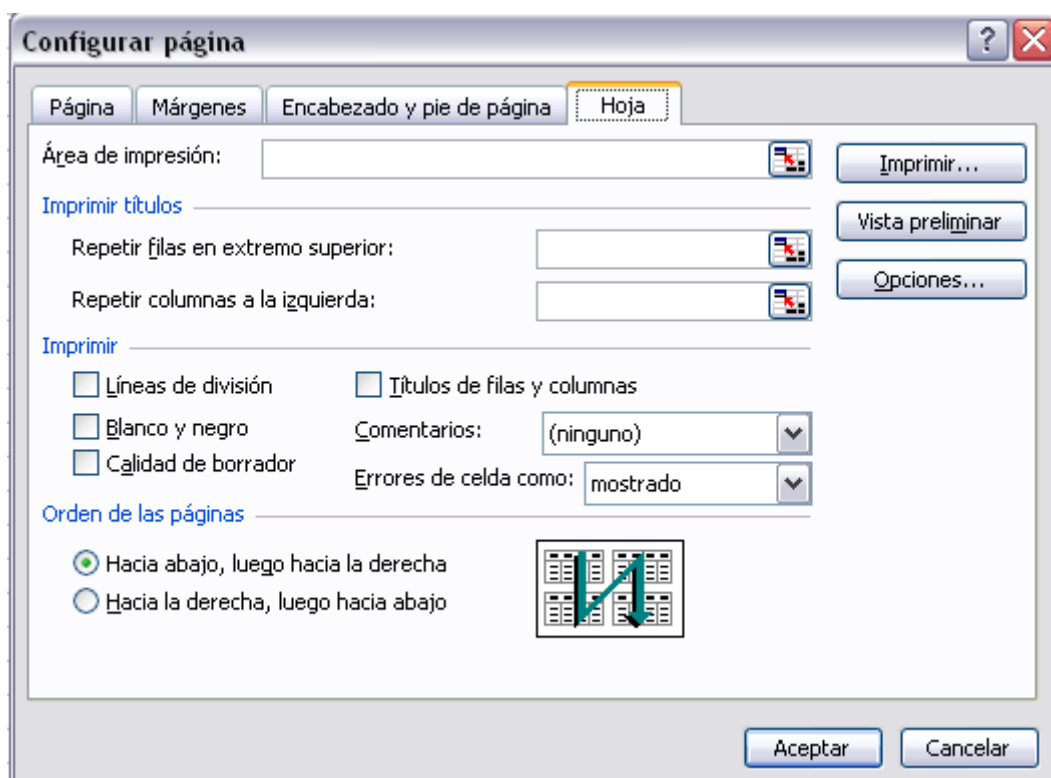 Configurar página
Página Márgenes Encabezado y pie de página Hoja
Área de impresión:
Imprimir...
Imprimir títulos
Vista preliminar
Repetir filas en extremo superior:
Opciones...
Repetir columnas a la izquierda:
Imprimir
Líneas de división Títulos de filas y columnas
Blanco y negro Comentarios: (ninguno)
Calidad de borrador Errores de celda como: mostrado
Orden de las páginas
Hacia abajo, luego hacia la derecha
Hacia la derecha, luego hacia abajo
Aceptar Cancelar